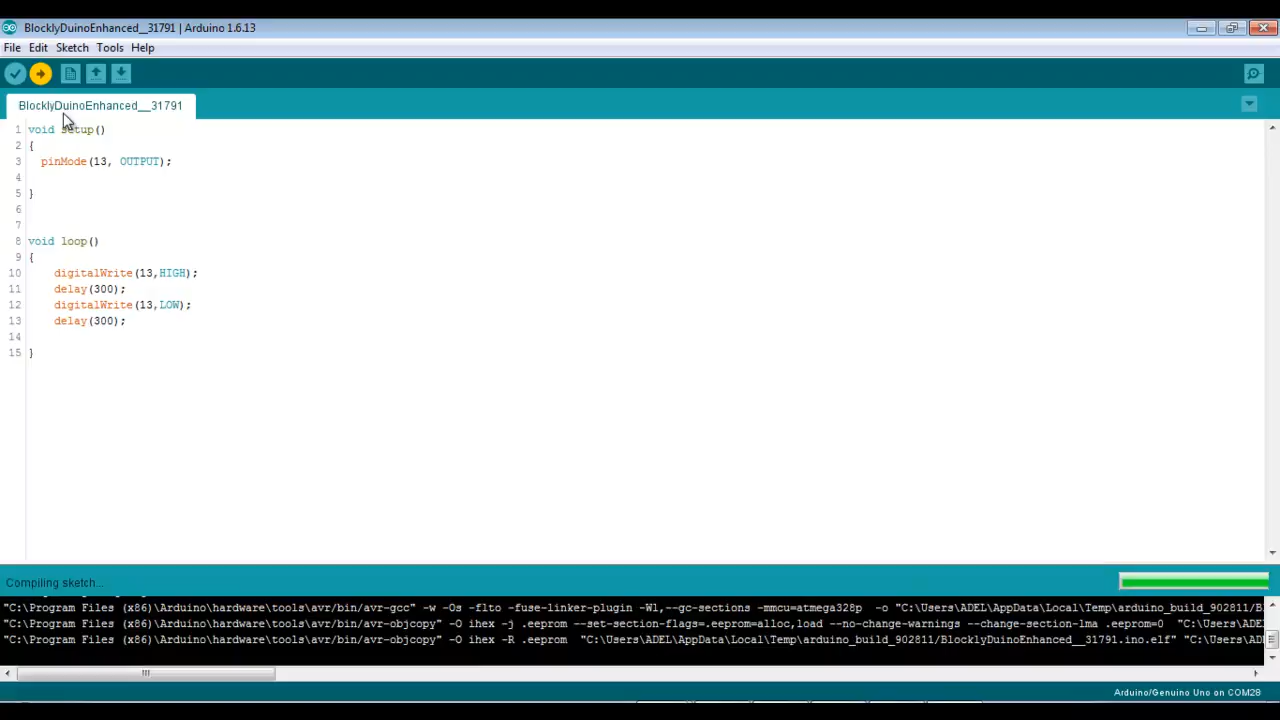 BlocklyDuinoEnhanced__31791 | Arduino 1.6.13
File Edit Sketch Tools Help
BlocklyDuinoEnhanced__31791
1 void setup()
2 {
3 pinMode(13, OUTPUT);
4
5 }
6
7
8 void loop()
9 {
10 digitalWrite(13,HIGH);
11 delay(300);
12 digitalWrite(13,LOW);
13 delay(300);
14
15 }
Compiling sketch...
"C:\Program Files (x86)\Arduino\hardware\tools\avr/bin/avr-gcc" -w -Os -flto -fuse-linker-plugin -Wl,--gc-sections -mmcu=atmega328p -o "C:\Users\ADEL\AppData\Local\Temp\arduino_build_902811/B
"C:\Program Files (x86)\Arduino\hardware\tools\avr/bin/avr-objcopy" -O ihex -j .eeprom --set-section-flags=.eeprom=alloc,load --no-change-warnings --change-section-lma .eeprom=0 "C:\Users\ADE
"C:\Program Files (x86)\Arduino\hardware\tools\avr/bin/avr-objcopy" -O ihex -R .eeprom "C:\Users\ADEL\AppData\Local\Temp\arduino_build_902811/BlocklyDuinoEnhanced__31791.ino.elf" "C:\Users\AD
Arduino/Genuino Uno on COM28